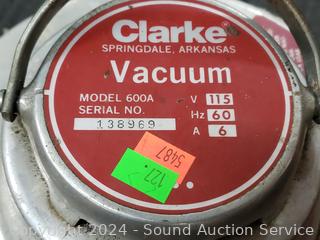 Clarke®
SPRINGDALE, ARKANSAS
Vacuum
MODEL 600A V 115
SERIAL NO. Hz 60
138969 A 6
5487
127
©2024 - Sound Auction Service